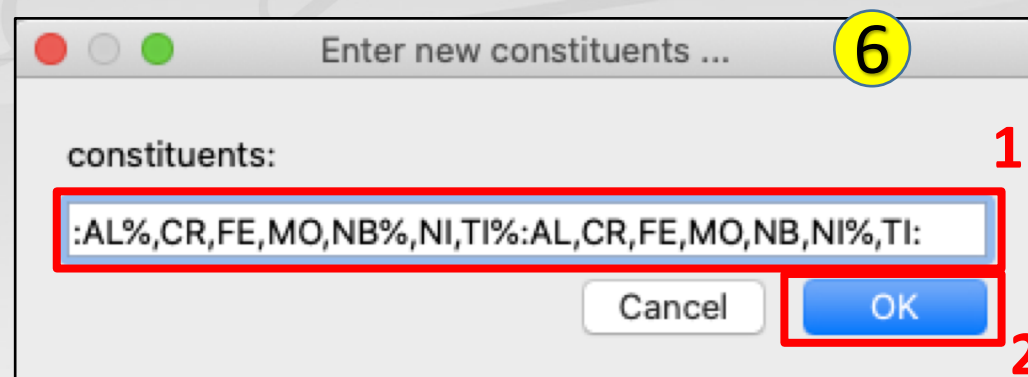 Enter new constituents ...
6
constituents:
1
:AL%,CR,FE,MO,NB%,NI,TI%:AL,CR,FE,MO,NB,NI%,TI:
Cancel
OK
2